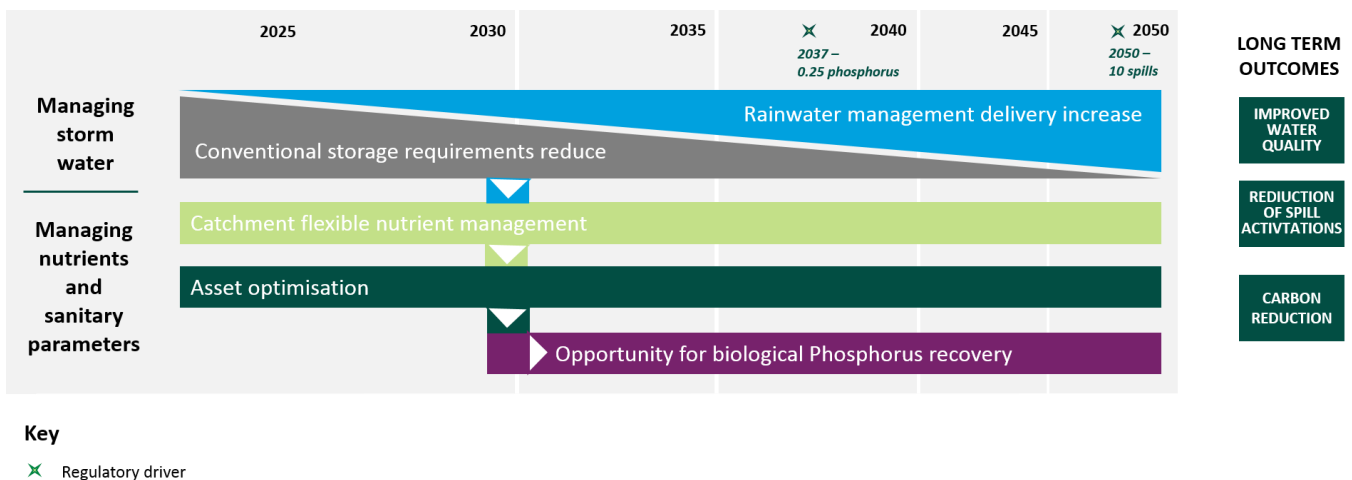 2025
2030
2035
2040
2045
2050
2037 –
0.25 phosphorus
2050 –
10 spills
LONG TERM
OUTCOMES
Managing
storm
water
Rainwater management delivery increase
Conventional storage requirements reduce
IMPROVED
WATER
QUALITY
Managing
nutrients
and
sanitary
parameters
Catchment flexible nutrient management
REDIUCTION
OF SPILL
ACTIVTATIONS
Asset optimisation
CARBON
REDUCTION
Opportunity for biological Phosphorus recovery
Key
Regulatory driver